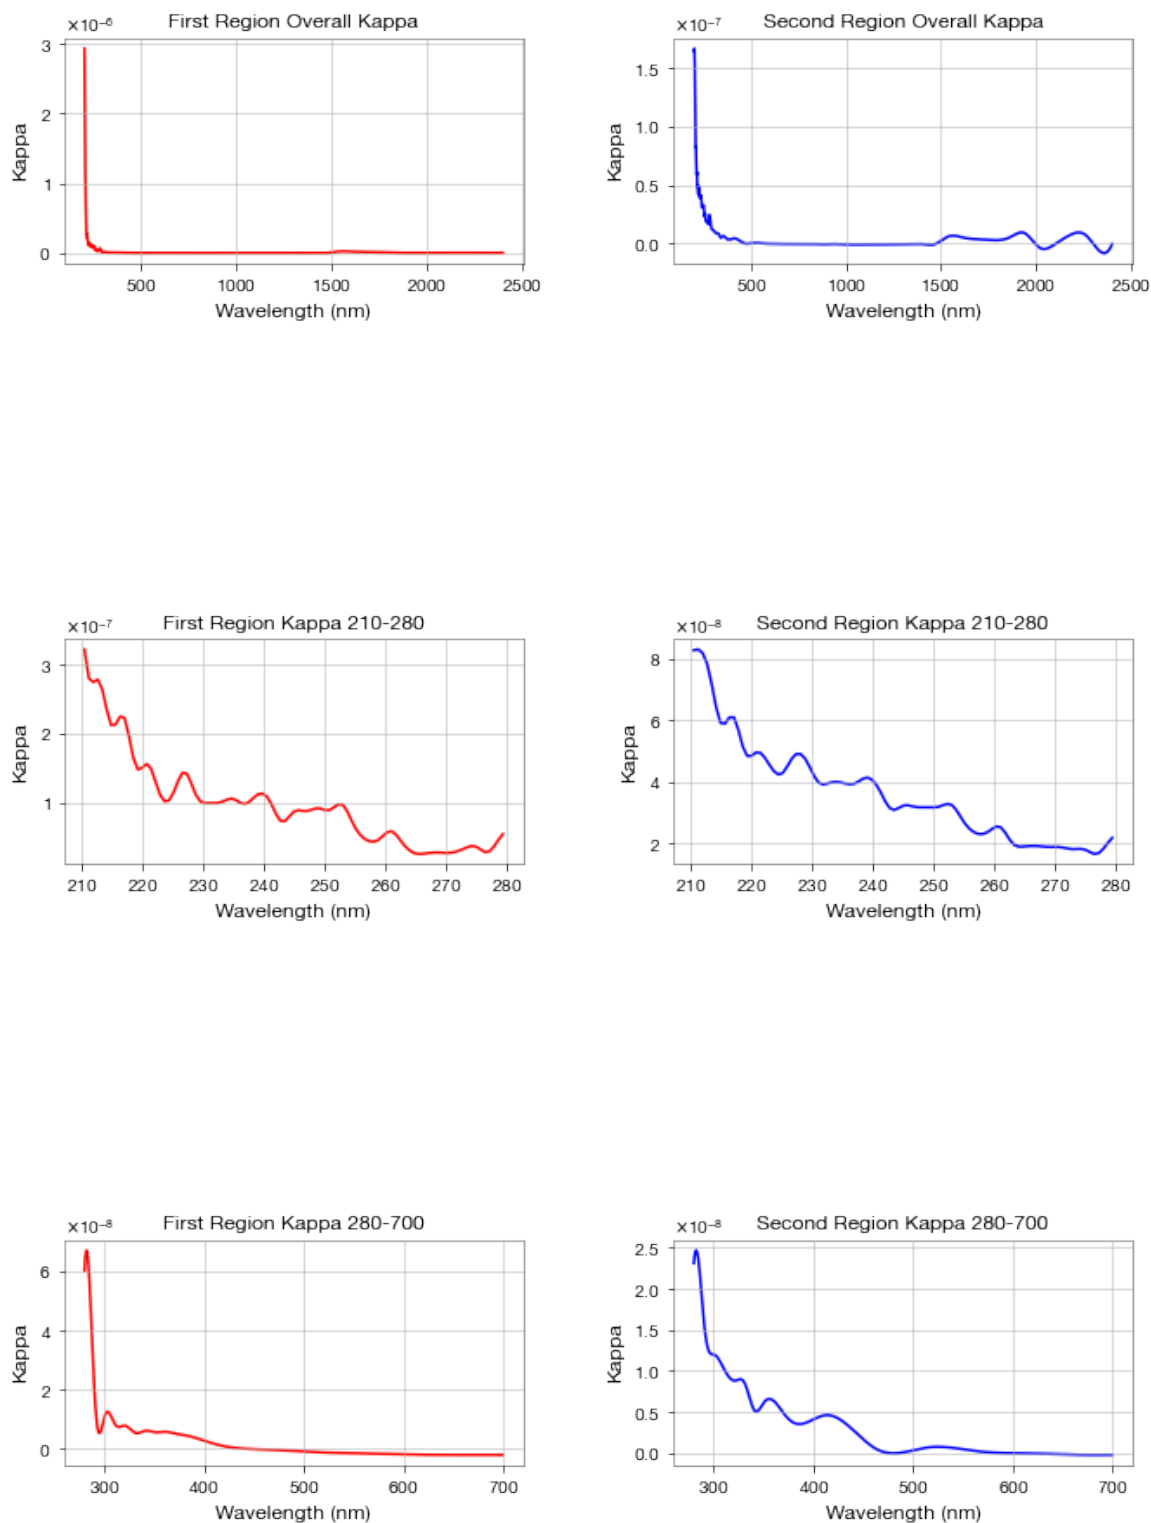 ×10⁻⁶ First Region Overall Kappa
3
2
1
0
Kappa
500 1000 1500 2000 2500
Wavelength (nm)
×10⁻⁷ Second Region Overall Kappa
1.5
1.0
0.5
0.0
Kappa
500 1000 1500 2000 2500
Wavelength (nm)
×10⁻⁷ First Region Kappa 210-280
3
2
1
Kappa
210 220 230 240 250 260 270 280
Wavelength (nm)
×10⁻⁸ Second Region Kappa 210-280
8
6
4
2
Kappa
210 220 230 240 250 260 270 280
Wavelength (nm)
×10⁻⁸ First Region Kappa 280-700
6
4
2
0
Kappa
300 400 500 600 700
Wavelength (nm)
×10⁻⁸ Second Region Kappa 280-700
2.5
2.0
1.5
1.0
0.5
0.0
Kappa
300 400 500 600 700
Wavelength (nm)